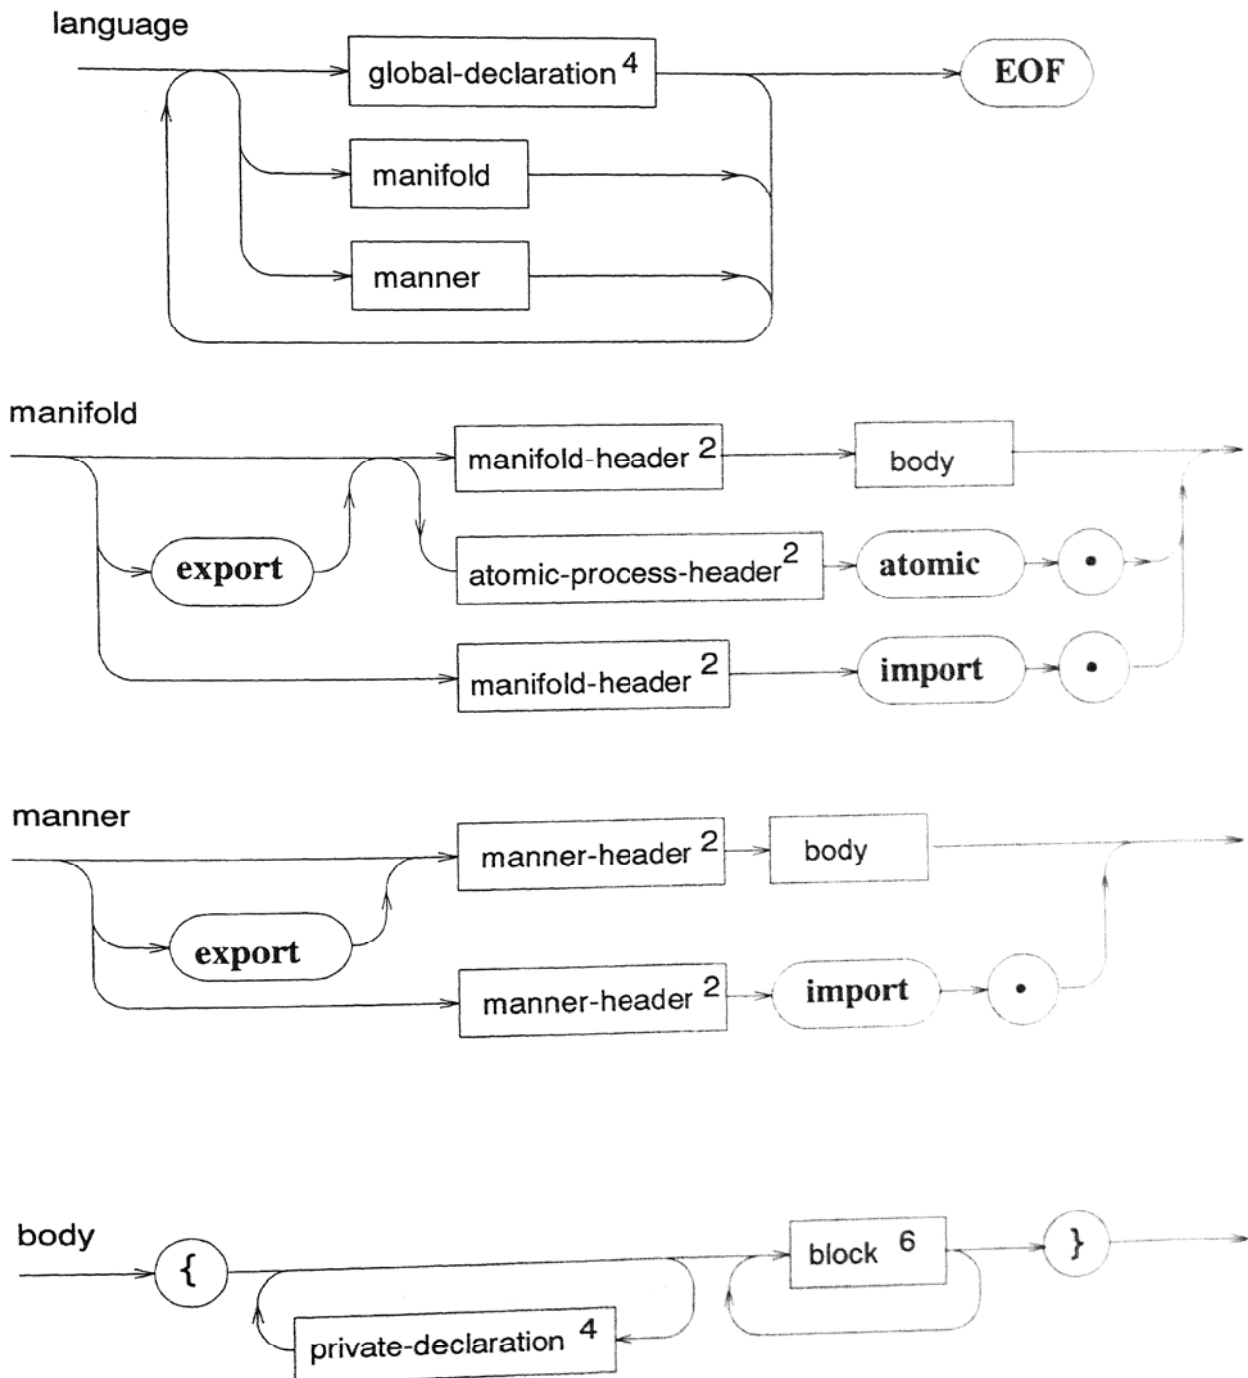 language
global-declaration 4
EOF
manifold
manner
manifold
manifold-header 2
body
export
atomic-process-header 2
atomic
•
manifold-header 2
import
•
manner
manner-header 2
body
export
manner-header 2
import
•
body
{
block 6
}
private-declaration 4